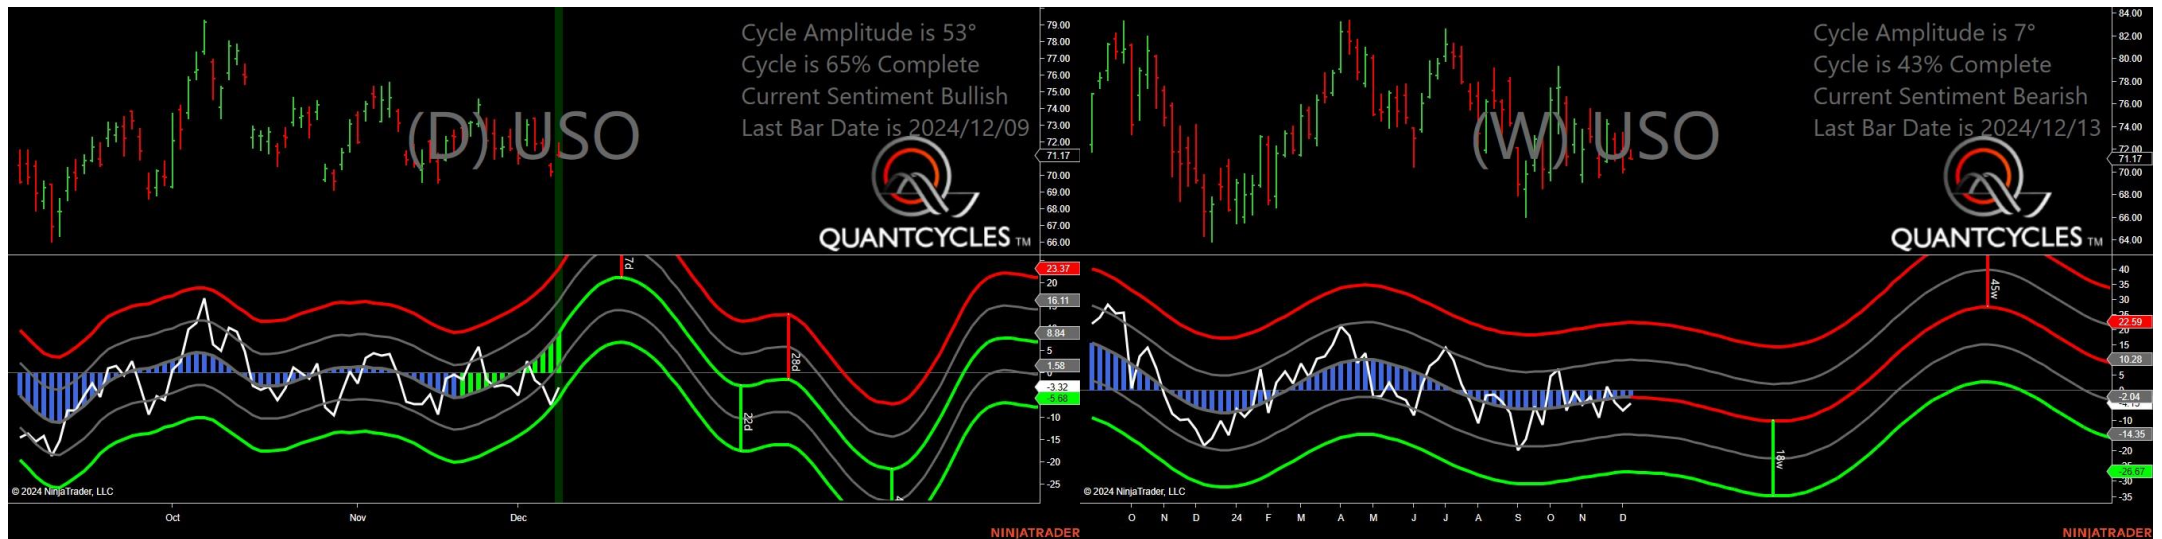 Cycle Amplitude is 53°
Cycle is 65% Complete
Current Sentiment Bullish
Last Bar Date is 2024/12/09
(D) USO
QUANTCYCLES TM
79.00
77.00
76.00
75.00
74.00
73.00
72.00
71.17
70.00
69.00
68.00
67.00
66.00
7d
28d
22d
23.37
20
16.11
8.84
5
1.58
0
-3.32
-5.68
-10
-15
-20
-25
© 2024 NinjaTrader, LLC
Oct
Nov
Dec
NINJATRADER
Cycle Amplitude is 7°
Cycle is 43% Complete
Current Sentiment Bearish
Last Bar Date is 2024/12/13
(W) USO
QUANTCYCLES TM
84.00
82.00
80.00
78.00
76.00
74.00
72.00
71.17
70.00
68.00
66.00
64.00
45w
18w
40
35
30
25
22.59
20
15
10.28
5
0
-2.04
-10
-14.35
-20
-26.67
-30
-35
© 2024 NinjaTrader, LLC
O
N
D
24
F
M
A
M
J
J
A
S
O
N
D
NINJATRADER